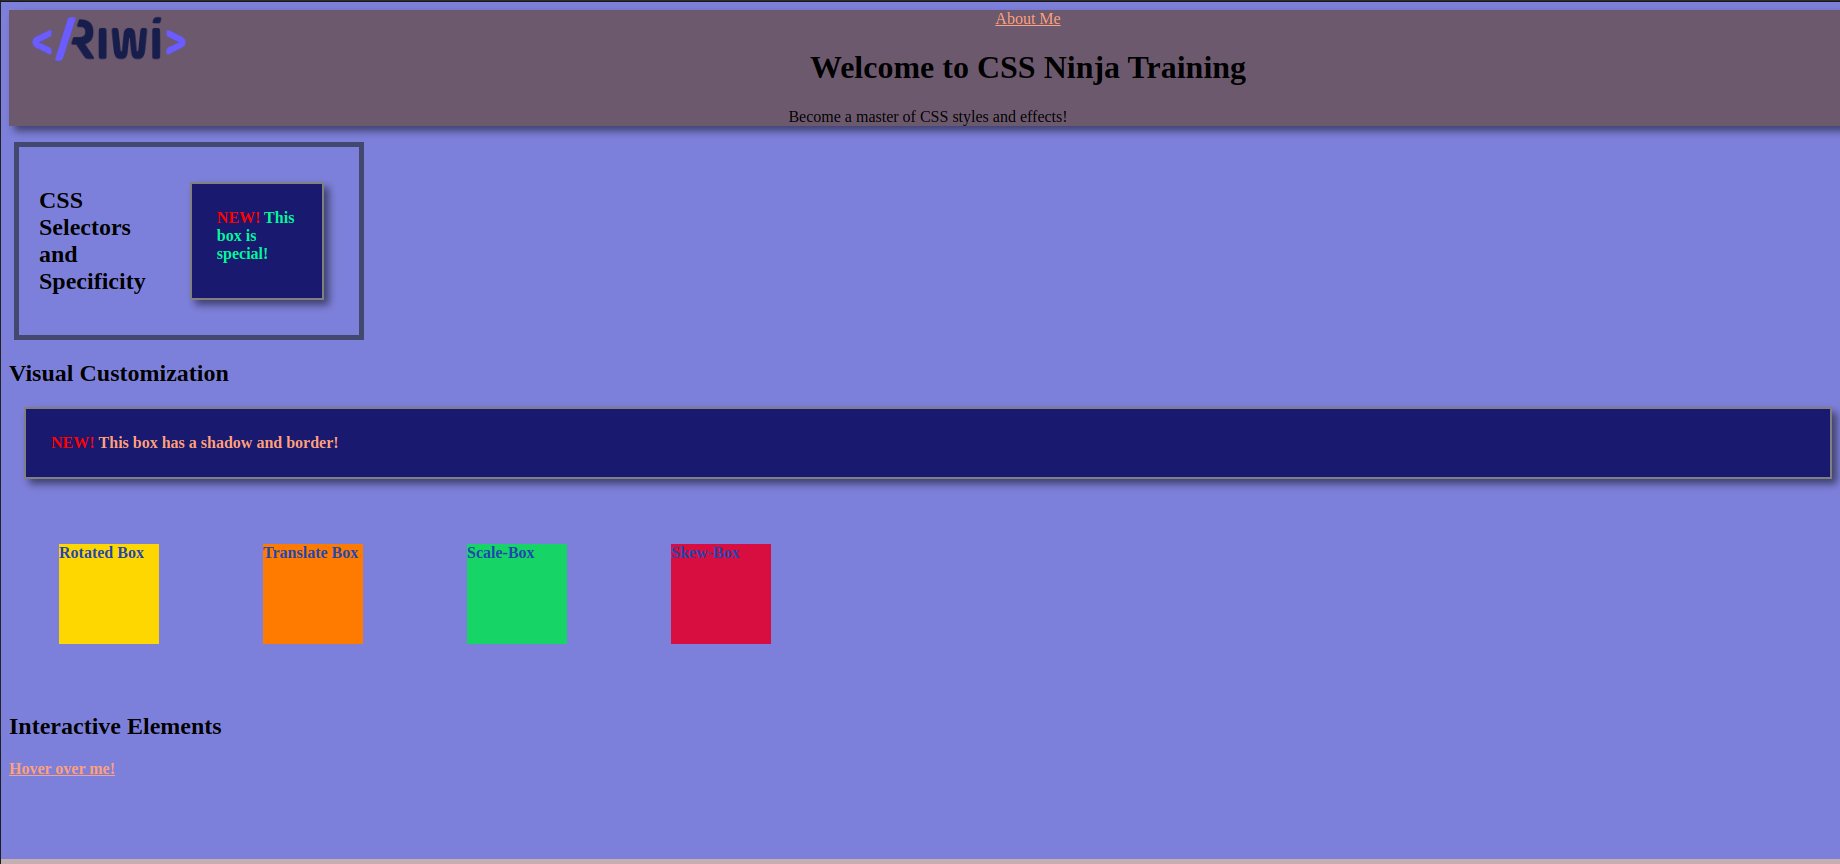 </Riwi>
About Me
Welcome to CSS Ninja Training
Become a master of CSS styles and effects!
CSS
Selectors
and
Specificity
NEW! This
box is
special!
Visual Customization
NEW! This box has a shadow and border!
Rotated Box
Translate Box
Scale-Box
Skew-Box
Interactive Elements
Hover over me!